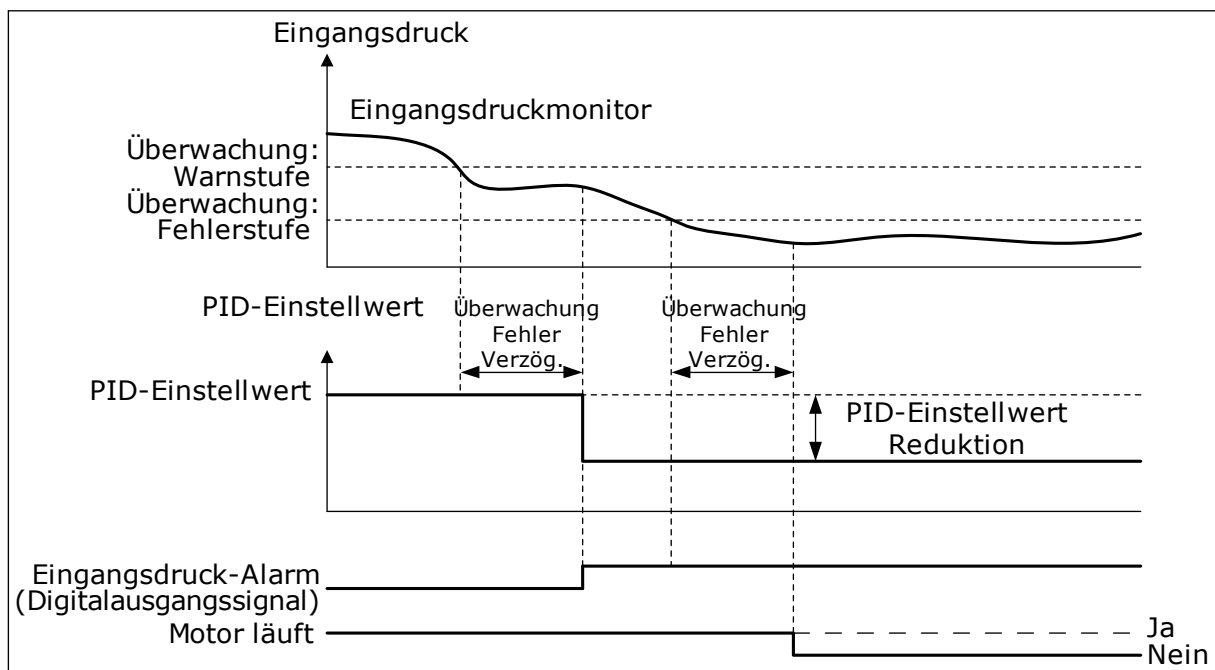 Eingangsdruck
Eingangsdruckmonitor
Überwachung:
Warnstufe
Überwachung:
Fehlerstufe
PID-Einstellwert
Überwachung
Fehler
Verzög.
Überwachung
Fehler
Verzög.
PID-Einstellwert
PID-Einstellwert
Reduktion
Eingangsdruck-Alarm
(Digitalausgangssignal)
Motor läuft
Ja
Nein